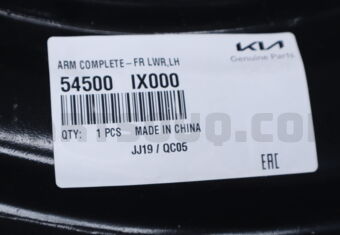 ARM COMPLETE-FR LWR,LH
KIA
Genuine Parts
54500 IX000
QTY: 1 PCS MADE IN CHINA
JJ19 / QC05
EAC